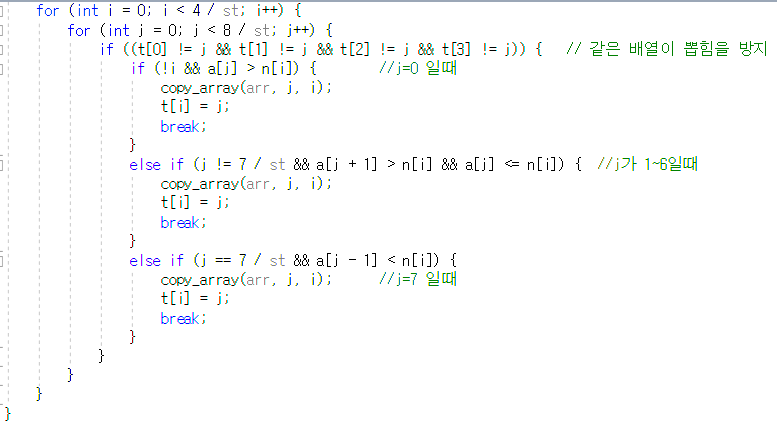 for (int i = 0; i < 4 / st; i++) {
for (int j = 0; j < 8 / st; j++) {
if ((t[0] != j && t[1] != j && t[2] != j && t[3] != j)) { // 같은 배열이 뽑힘을 방지
if (!i && a[j] > n[i]) { //j=0 일때
copy_array(arr, j, i);
t[i] = j;
break;
}
else if (j != 7 / st && a[j + 1] > n[i] && a[j] <= n[i]) { //j가 1~6일때
copy_array(arr, j, i);
t[i] = j;
break;
}
else if (j == 7 / st && a[j - 1] < n[i]) {
copy_array(arr, j, i); //j=7 일때
t[i] = j;
break;
}
}
}
}
}